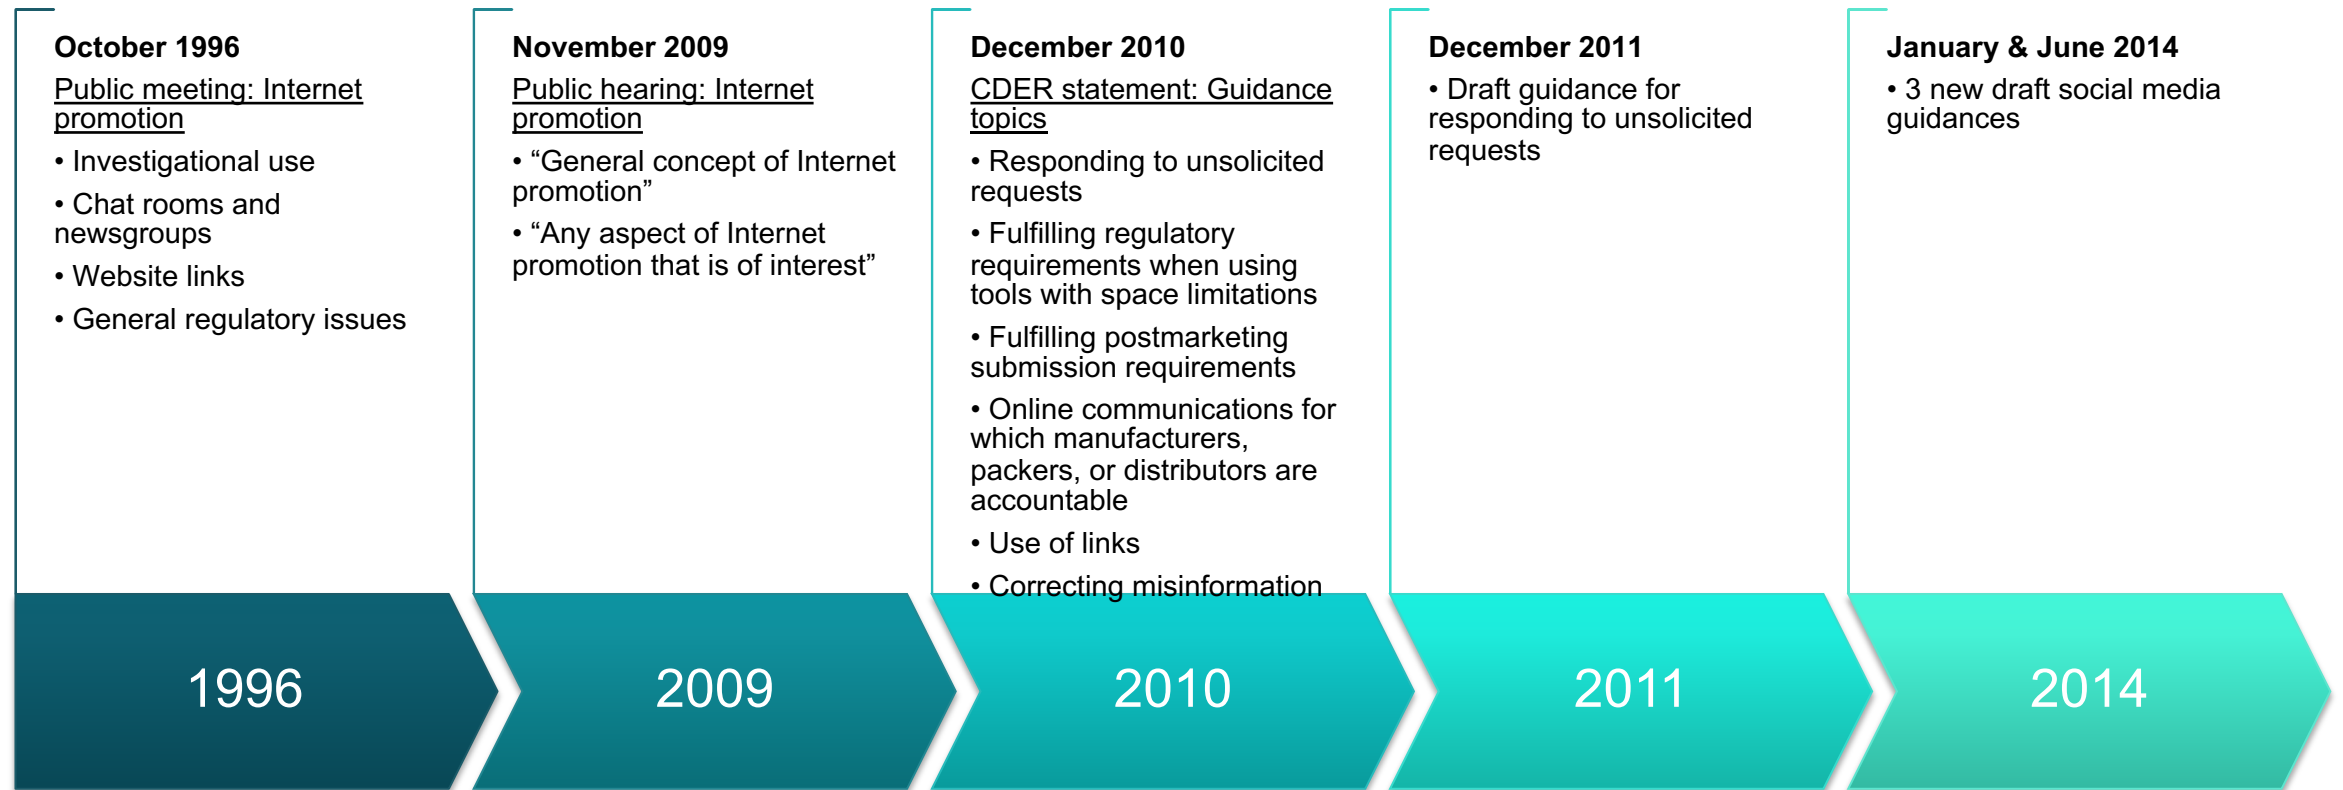 October 1996
Public meeting: Internet
promotion
• Investigational use
• Chat rooms and
newsgroups
• Website links
• General regulatory issues
November 2009
Public hearing: Internet
promotion
• “General concept of Internet
promotion”
• “Any aspect of Internet
promotion that is of interest”
December 2010
CDER statement: Guidance
topics
• Responding to unsolicited
requests
• Fulfilling regulatory
requirements when using
tools with space limitations
• Fulfilling postmarketing
submission requirements
• Online communications for
which manufacturers,
packers, or distributors are
accountable
• Use of links
• Correcting misinformation
December 2011
• Draft guidance for
responding to unsolicited
requests
January & June 2014
• 3 new draft social media
guidances
1996
2009
2010
2011
2014